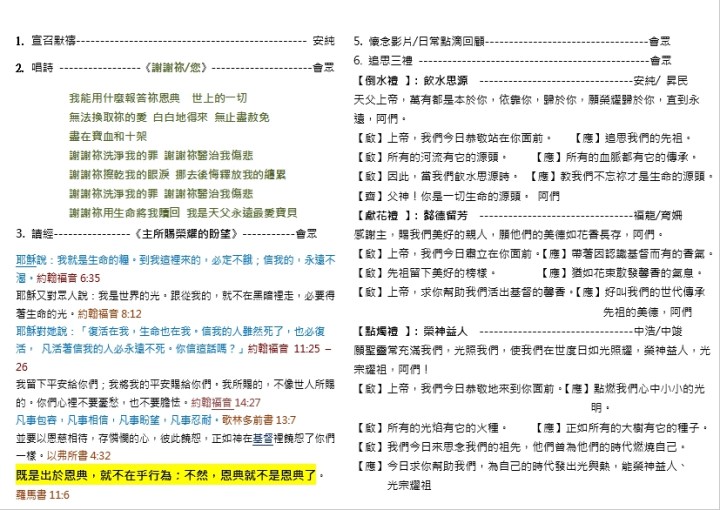 1. 宣召默禱------------------------------------------------ 安純
2. 唱詩 -----------------《謝謝祢/您》---------------------會眾
我能用什麼報答祢恩典 世上的一切
無法換取祢的愛 白白地得來 無止盡赦免
盡在寶血和十架
謝謝祢洗淨我的罪 謝謝祢醫治我傷悲
謝謝祢擦乾我的眼淚 挪去後悔釋放我的纏累
謝謝祢洗淨我的罪 謝謝祢醫治我傷悲
謝謝祢用生命將我贖回 我是天父永遠最愛寶貝
3. 讀經----------------《主所賜榮耀的盼望》-----------會眾
耶穌說：我就是生命的糧。到我這裡來的，必定不餓；信我的，永遠不
渴。約翰福音 6:35
耶穌又對眾人說：我是世界的光。跟從我的，就不在黑暗裡走，必要得
著生命的光。約翰福音 8:12
耶穌對她說：「復活在我，生命也在我。信我的人雖然死了，也必復
活， 凡活著信我的人必永遠不死。你信這話嗎？」約翰福音 11:25 –
26
我留下平安給你們；我將我的平安賜給你們。我所賜的，不像世人所賜
的。你們心裡不要憂愁，也不要膽怯。約翰福音 14:27
凡事包容，凡事相信，凡事盼望，凡事忍耐。歌林多前書 13:7
並要以恩慈相待，存憐憫的心，彼此饒恕，正如神在基督裡饒恕了你們
一樣。以弗所書 4:32
既是出於恩典，就不在乎行為：不然，恩典就不是恩典了。
羅馬書 11:6
5. 懷念影片/日常點滴回顧----------------------------------會眾
6. 追思三禮 ------------------------------------------------會眾
【倒水禮 】：飲水思源 --------------------------------安純/ 昇民
天父上帝，萬有都是本於你，依靠你，歸於你，願榮耀歸於你，直到永
遠，阿們。
【啟】上帝，我們今日恭敬站在你面前。 【應】追思我們的先祖。
【啟】所有的河流有它的源頭。 【應】所有的血脈都有它的傳承。
【啟】因此，當我們飲水思源時。 【應】教我們不忘祢才是生命的源頭。
【齊】父神！你是一切生命的源頭。 阿們
【獻花禮 】：懿德留芳 --------------------------------福龍/育姍
感謝主，賜我們美好的親人，願他們的美德如花香長存，阿們。
【啟】上帝，我們今日肅立在你面前。【應】帶著因認識基督而有的香氣。
【啟】先祖留下美好的榜樣。 【應】猶如花束散發馨香的氣息。
【啟】上帝，求你幫助我們活出基督的馨香。【應】好叫我們的世代傳承
先祖的美德，阿們
【點燭禮 】：榮神益人 --------------------------------中浩/中竣
願聖靈常充滿我們，光照我們，使我們在世度日如光照耀，榮神益人，光
宗耀祖，阿們！
【啟】上帝，我們今日恭敬地來到你面前。【應】點燃我們心中小小的光
明。
【啟】所有的光焰有它的火種。 【應】正如所有的大樹有它的種子。
【啟】我們今日來思念我們的祖先，他們曾為他們的時代燃燒自己。
【應】今日求你幫助我們，為自己的時代發出光與熱，能榮神益人、
光宗耀祖